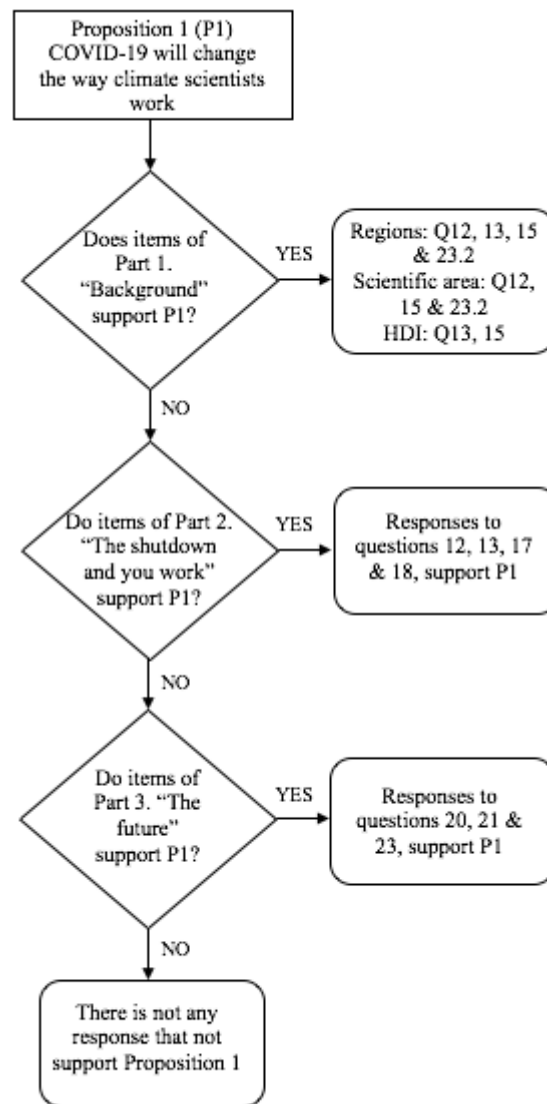 Proposition 1 (P1)
COVID-19 will change
the way climate scientists
work
Does items of
Part 1.
“Background”
support P1?
YES
Regions: Q12, 13, 15
& 23.2
Scientific area: Q12,
15 & 23.2
HDI: Q13, 15
NO
Do items of Part 2.
“The shutdown
and you work”
support P1?
YES
Responses to
questions 12, 13, 17
& 18, support P1
NO
Do items of
Part 3. “The
future”
support P1?
YES
Responses to
questions 20, 21 &
23, support P1
NO
There is not any
response that not
support Proposition 1